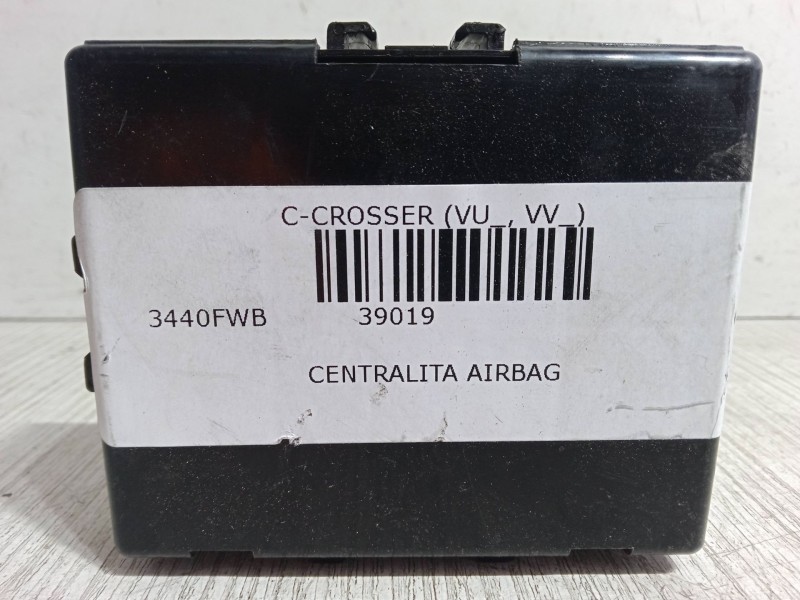 C-CROSSER (VU_, VV_)
3440FWB 39019
CENTRALITA AIRBAG